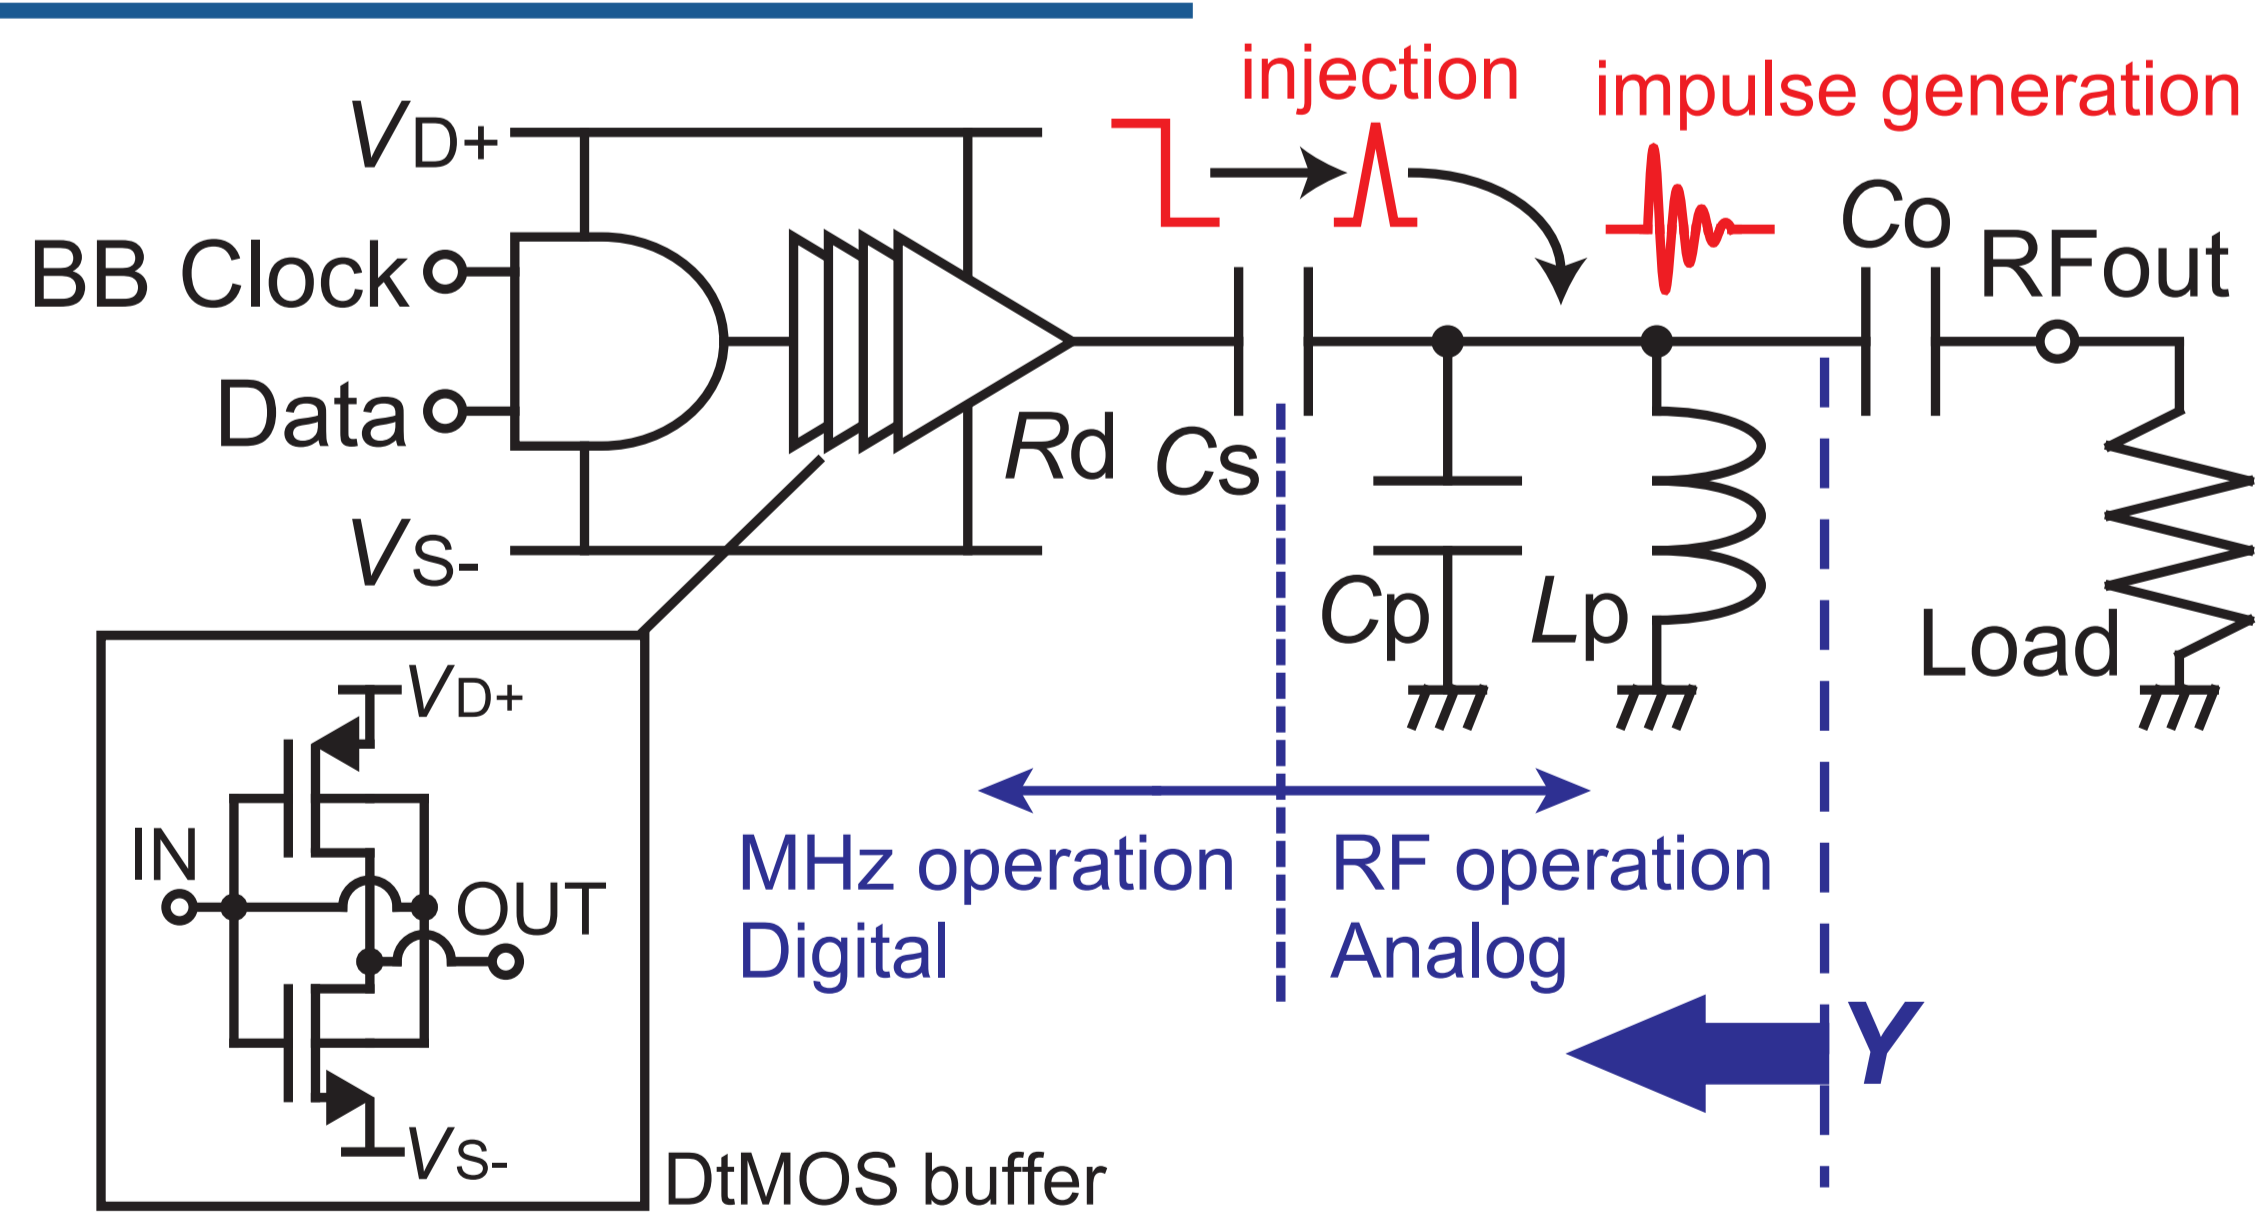 injection
impulse generation
VD+
Co
RFout
BB Clock
Data
Rd
Cs
VS-
Cp
Lp
Load
VD+
IN
OUT
MHz operation
Digital
RF operation
Analog
Y
VS-
DtMOS buffer